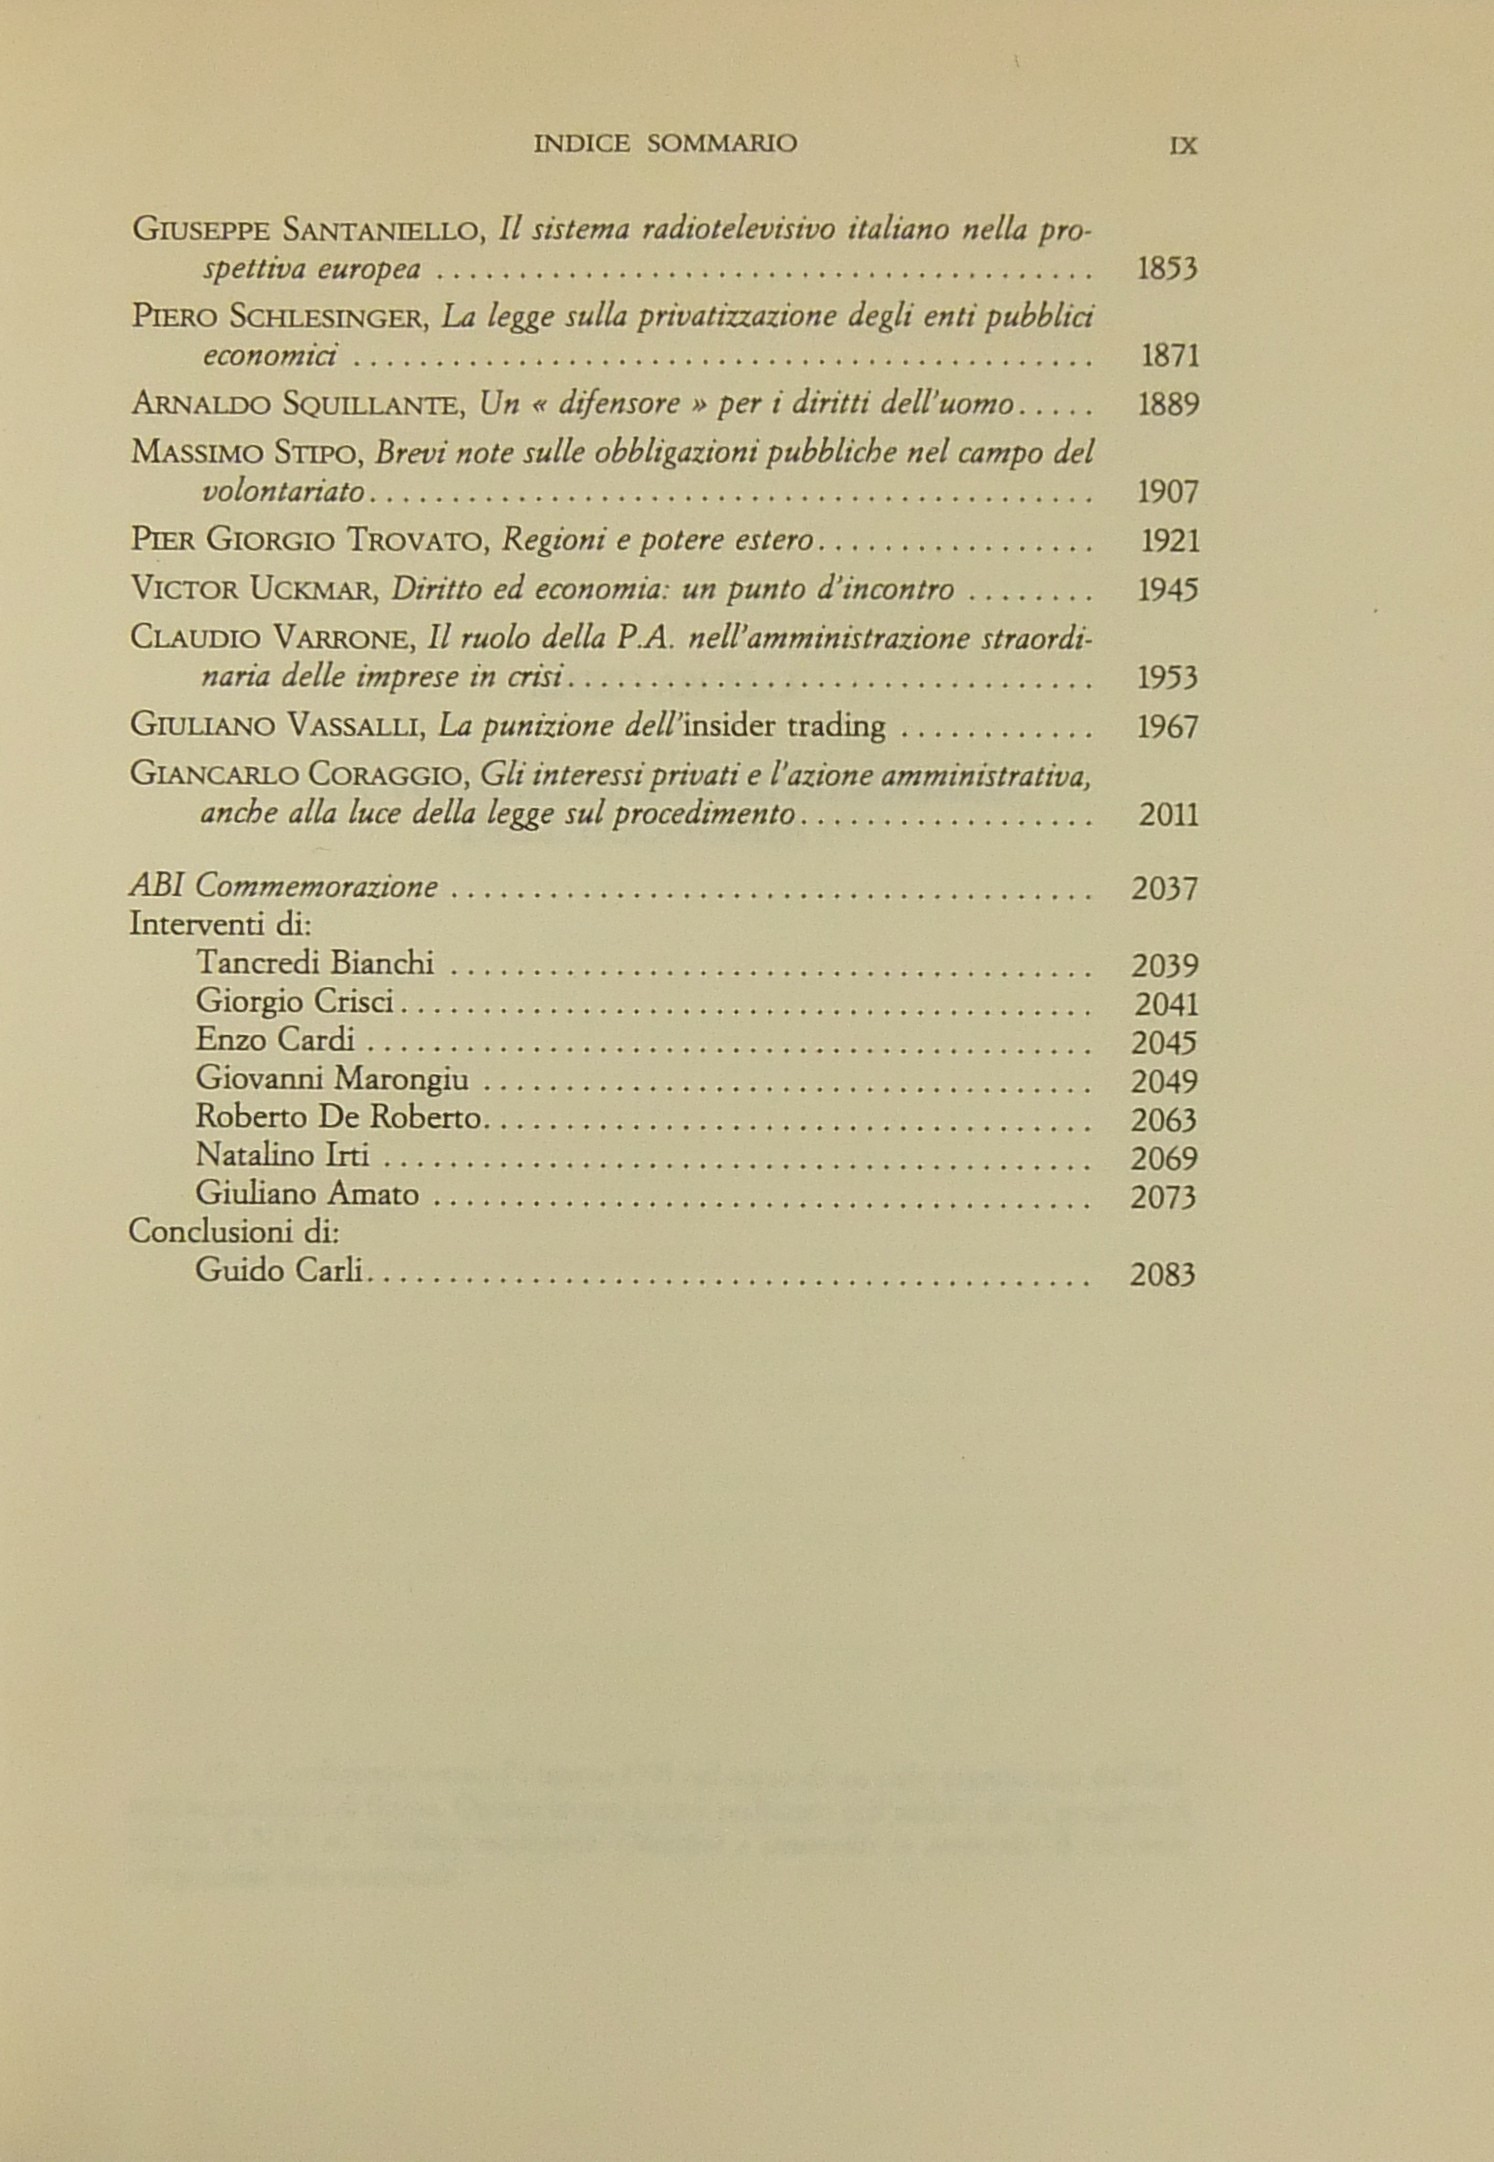 INDICE SOMMARIO IX
GIUSEPPE SANTANIELLO, Il sistema radiotelevisivo italiano nella pro-
spettiva europea ........................................ 1853
PIERO SCHLESINGER, La legge sulla privatizzazione degli enti pubblici
economici ............................................. 1871
ARNALDO SQUILLANTE, Un « difensore » per i diritti dell'uomo..... 1889
MASSIMO STIPO, Brevi note sulle obbligazioni pubbliche nel campo del
volontariato............................................ 1907
PIER GIORGIO TROVATO, Regioni e potere estero................. 1921
VICTOR UCKMAR, Diritto ed economia: un punto d'incontro ........ 1945
CLAUDIO VARRONE, Il ruolo della P.A. nell'amministrazione straordi-
naria delle imprese in crisi................................ 1953
GIULIANO VASSALLI, La punizione dell'insider trading ............ 1967
GIANCARLO CORAGGIO, Gli interessi privati e l'azione amministrativa,
anche alla luce della legge sul procedimento.................. 2011
ABI Commemorazione ....................................... 2037
Interventi di:
Tancredi Bianchi ....................................... 2039
Giorgio Crisci.......................................... 2041
Enzo Cardi ............................................ 2045
Giovanni Marongiu ..................................... 2049
Roberto De Roberto..................................... 2063
Natalino Irti ........................................... 2069
Giuliano Amato ........................................ 2073
Conclusioni di:
Guido Carli............................................ 2083